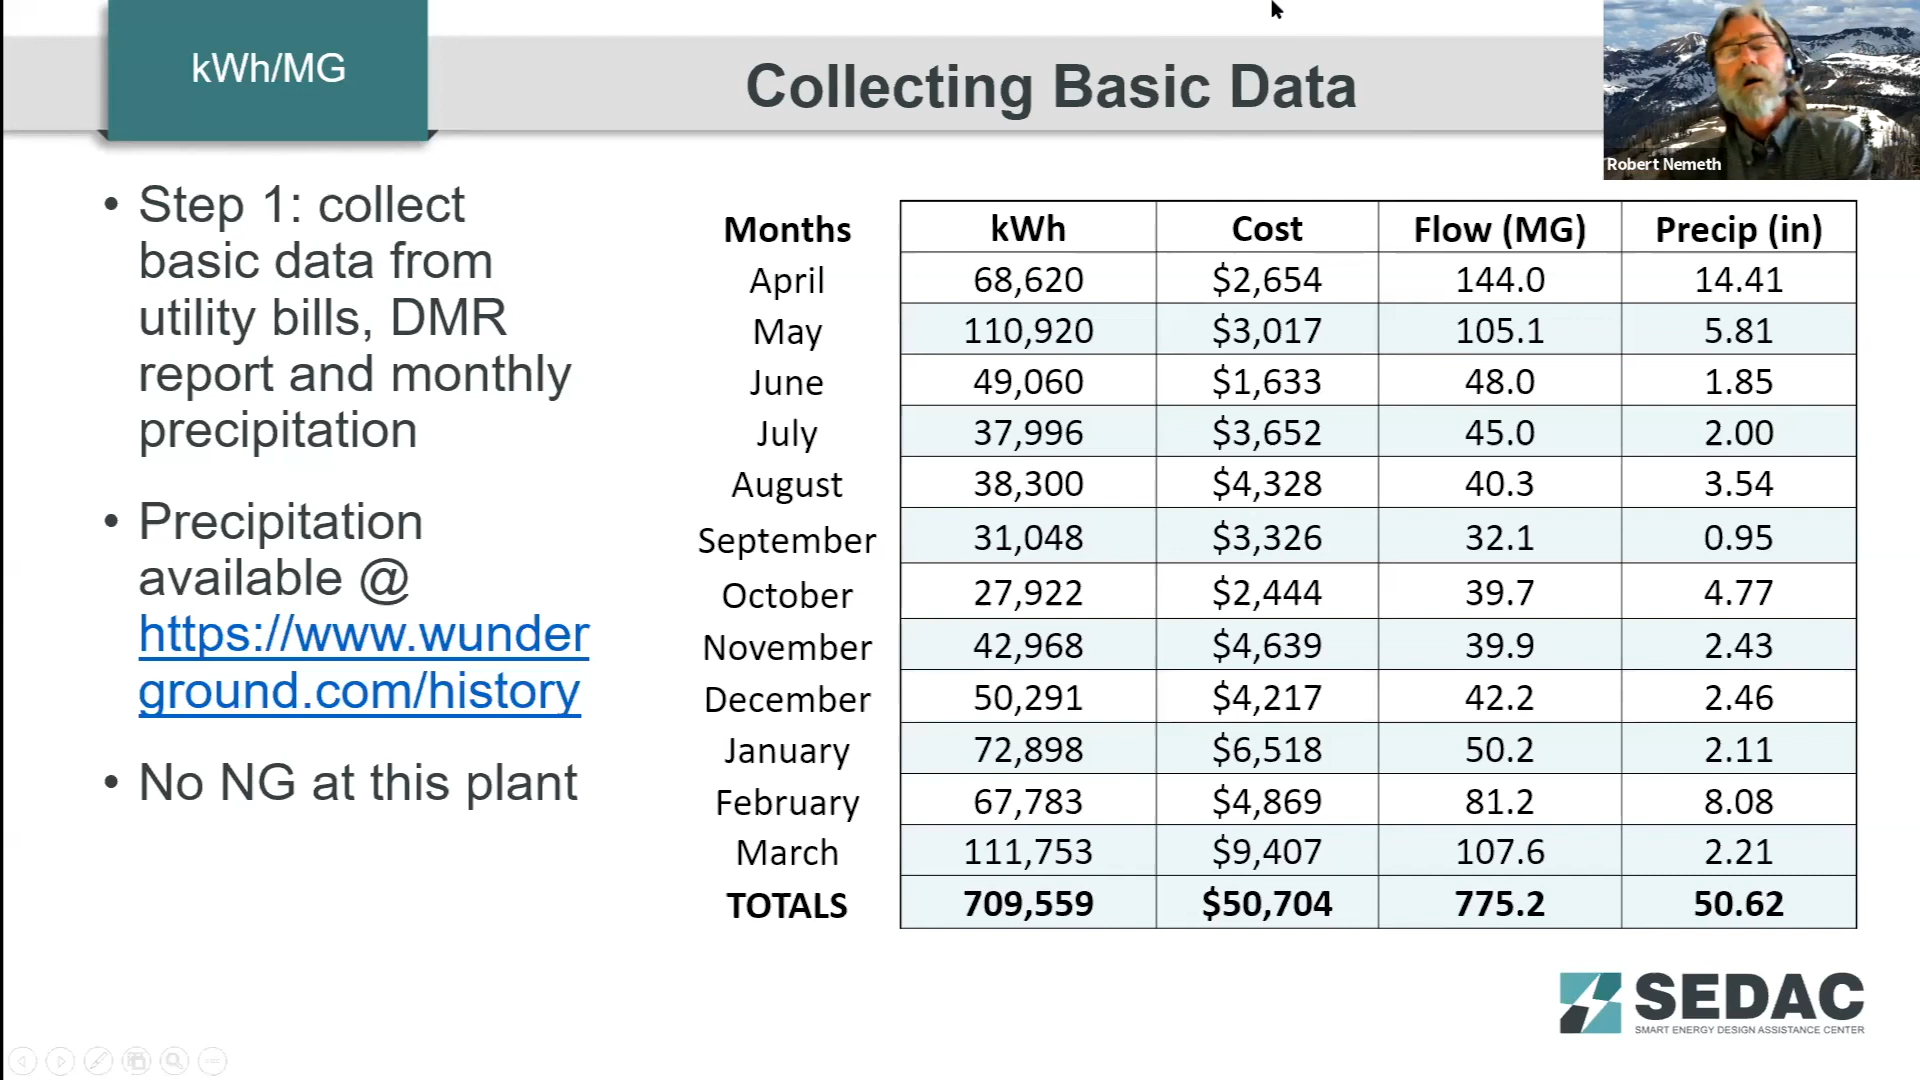 kWh/MG
Collecting Basic Data
Robert Nemeth
• Step 1: collect
basic data from
utility bills, DMR
report and monthly
precipitation
• Precipitation
available @
https://www.wunder
ground.com/history
• No NG at this plant
Months kWh Cost Flow (MG) Precip (in)
April 68,620 $2,654 144.0 14.41
May 110,920 $3,017 105.1 5.81
June 49,060 $1,633 48.0 1.85
July 37,996 $3,652 45.0 2.00
August 38,300 $4,328 40.3 3.54
September 31,048 $3,326 32.1 0.95
October 27,922 $2,444 39.7 4.77
November 42,968 $4,639 39.9 2.43
December 50,291 $4,217 42.2 2.46
January 72,898 $6,518 50.2 2.11
February 67,783 $4,869 81.2 8.08
March 111,753 $9,407 107.6 2.21
TOTALS 709,559 $50,704 775.2 50.62
SEDAC
SMART ENERGY DESIGN ASSISTANCE CENTER